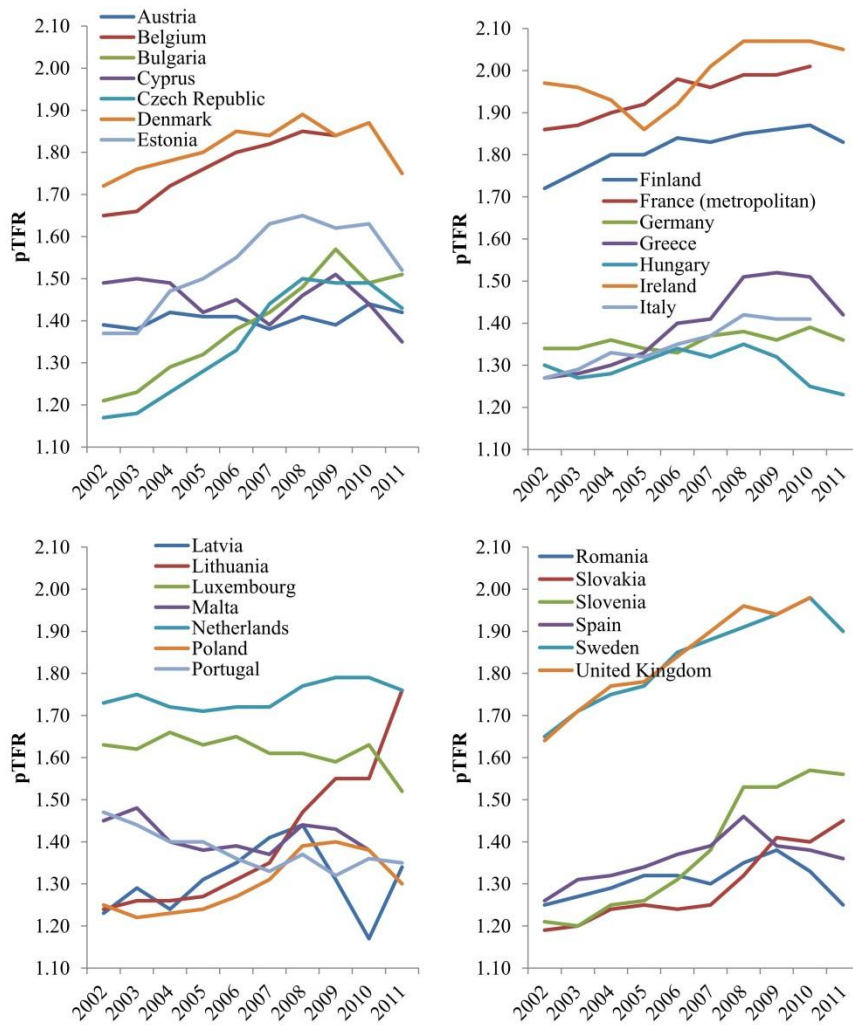 Austria
Belgium
Bulgaria
Cyprus
Czech Republic
Denmark
Estonia
2.10
2.00
1.90
1.80
1.70
1.60
1.50
1.40
1.30
1.20
1.10
pTFR
2002 2003 2004 2005 2006 2007 2008 2009 2010 2011
2.10
2.00
1.90
1.80
1.70
1.60
1.50
1.40
1.30
1.20
1.10
pTFR
Finland
France (metropolitan)
Germany
Greece
Hungary
Ireland
Italy
2002 2003 2004 2005 2006 2007 2008 2009 2010 2011
2.10
2.00
1.90
1.80
1.70
1.60
1.50
1.40
1.30
1.20
1.10
pTFR
Latvia
Lithuania
Luxembourg
Malta
Netherlands
Poland
Portugal
2002 2003 2004 2005 2006 2007 2008 2009 2010 2011
2.10
2.00
1.90
1.80
1.70
1.60
1.50
1.40
1.30
1.20
1.10
pTFR
Romania
Slovakia
Slovenia
Spain
Sweden
United Kingdom
2002 2003 2004 2005 2006 2007 2008 2009 2010 2011